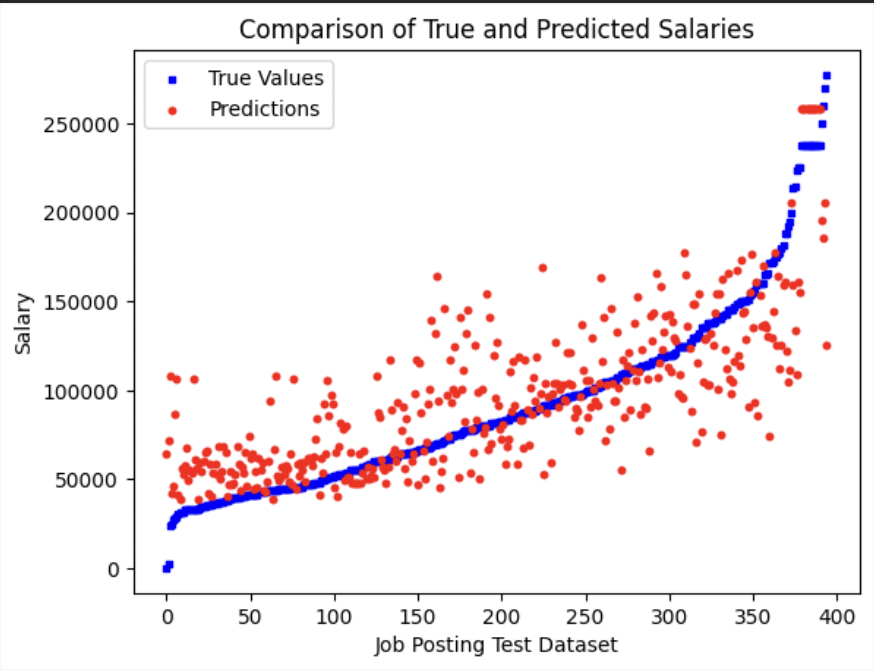 Comparison of True and Predicted Salaries
True Values
Predictions
250000
200000
150000
100000
50000
0
Salary
0 50 100 150 200 250 300 350 400
Job Posting Test Dataset